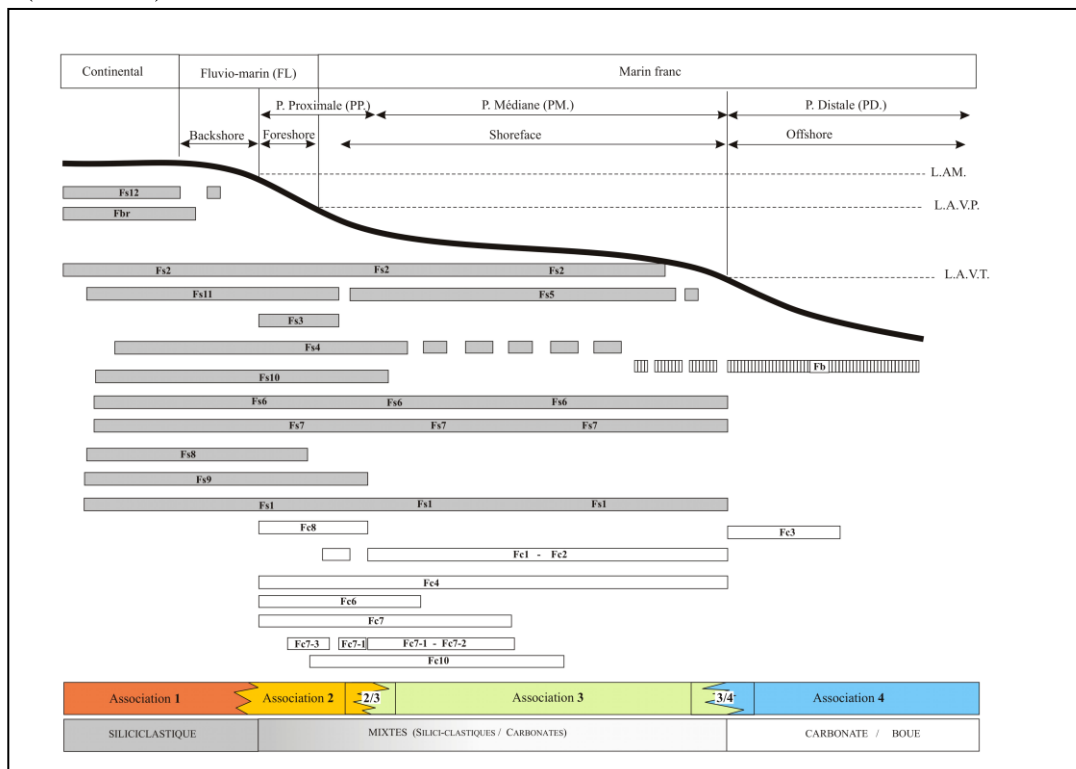 Continental Fluvio-marin (FL) Marin franc
P. Proximale (PP.) P. Médiane (PM.) P. Distale (PD.)
Backshore Foreshore Shoreface Offshore
L.AM.
Fs12
L.A.V.P.
Fbr
Fs2 Fs2 Fs2
L.A.V.T.
Fs11 Fs5
Fs3
Fs4
Fb
Fs10
Fs6 Fs6 Fs6
Fs7 Fs7 Fs7
Fs8
Fs9
Fs1 Fs1 Fs1
Fc8 Fc3
Fc1 - Fc2
Fc4
Fc6
Fc7
Fc7-3 Fc7-1 Fc7-1 - Fc7-2
Fc10
Association 1 Association 2 2/3 Association 3 3/4 Association 4
SILICICLASTIQUE MIXTES (SILICI-CLASTIQUES / CARBONATES) CARBONATE / BOUE